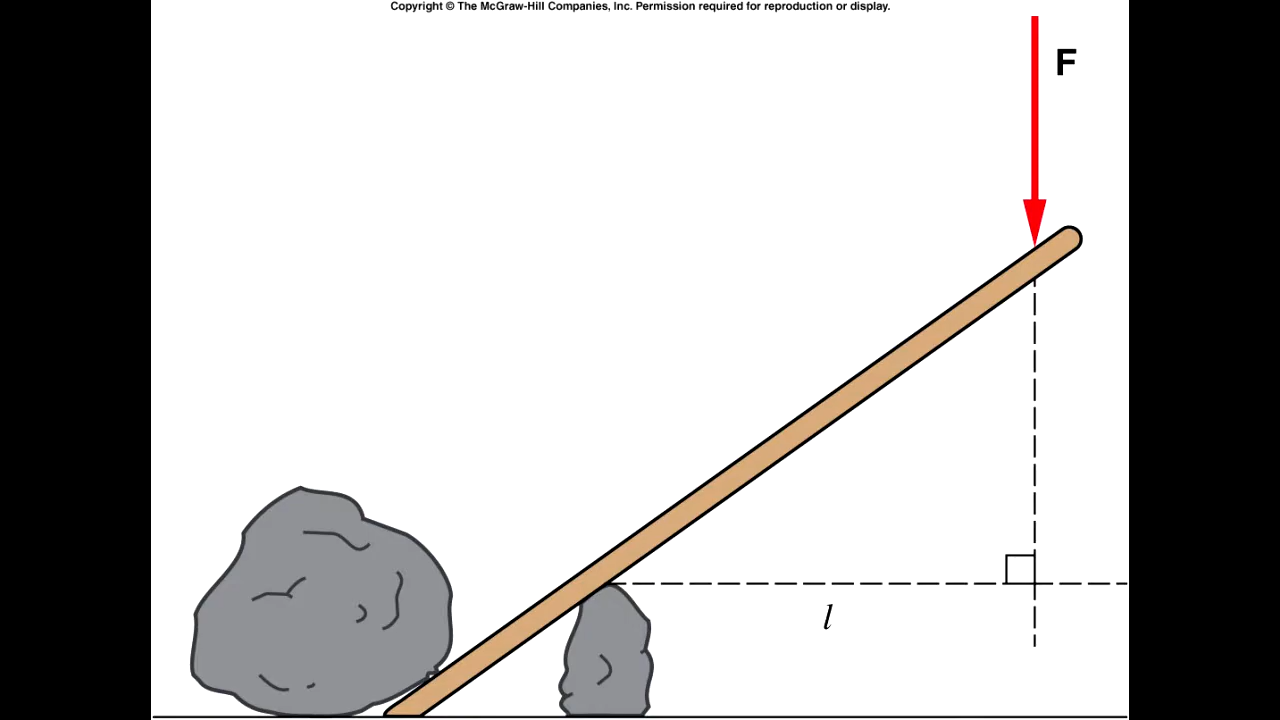 Copyright © The McGraw-Hill Companies, Inc. Permission required for reproduction or display.
F
l